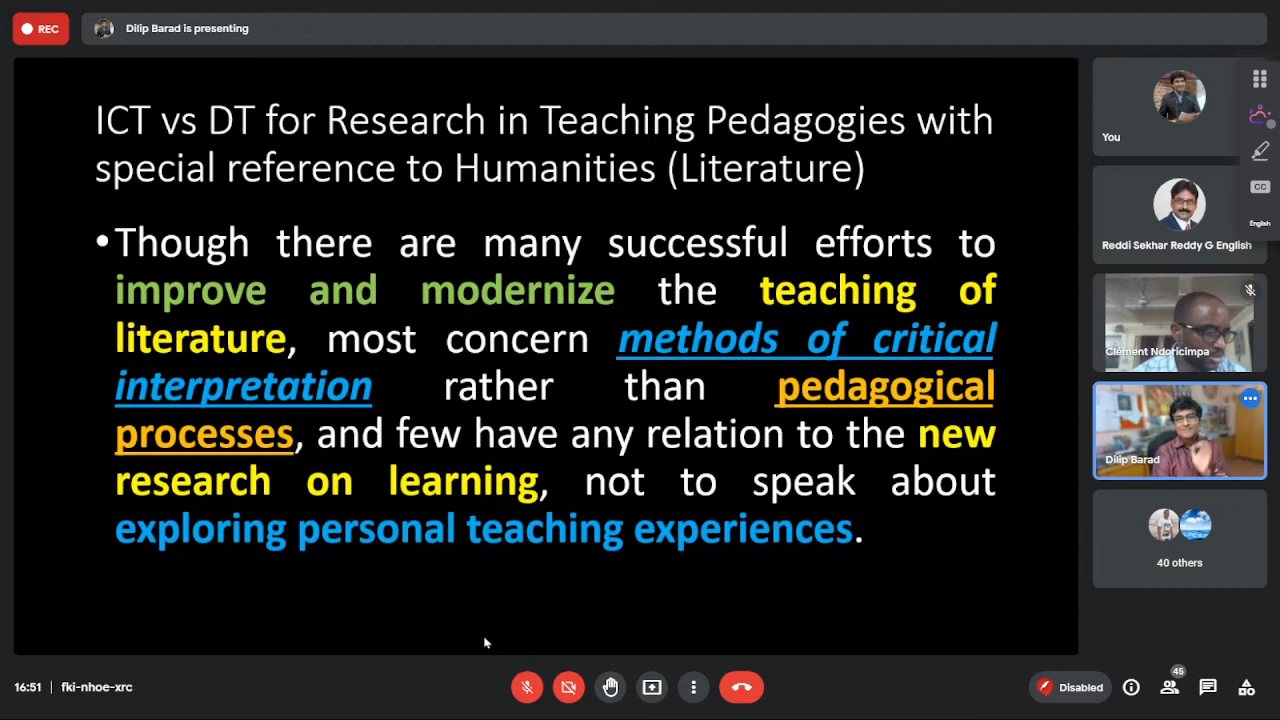 REC
Dilip Barad is presenting
ICT vs DT for Research in Teaching Pedagogies with
special reference to Humanities (Literature)
•Though there are many successful efforts to
improve and modernize the teaching of
literature, most concern methods of critical
interpretation rather than pedagogical
processes, and few have any relation to the new
research on learning, not to speak about
exploring personal teaching experiences.
You
Reddi Sekhar Reddy G English
CC
English
Clément Ndoricimpa
Dilip Barad
40 others
16:51 | fki-nhoe-xrc
Disabled
45